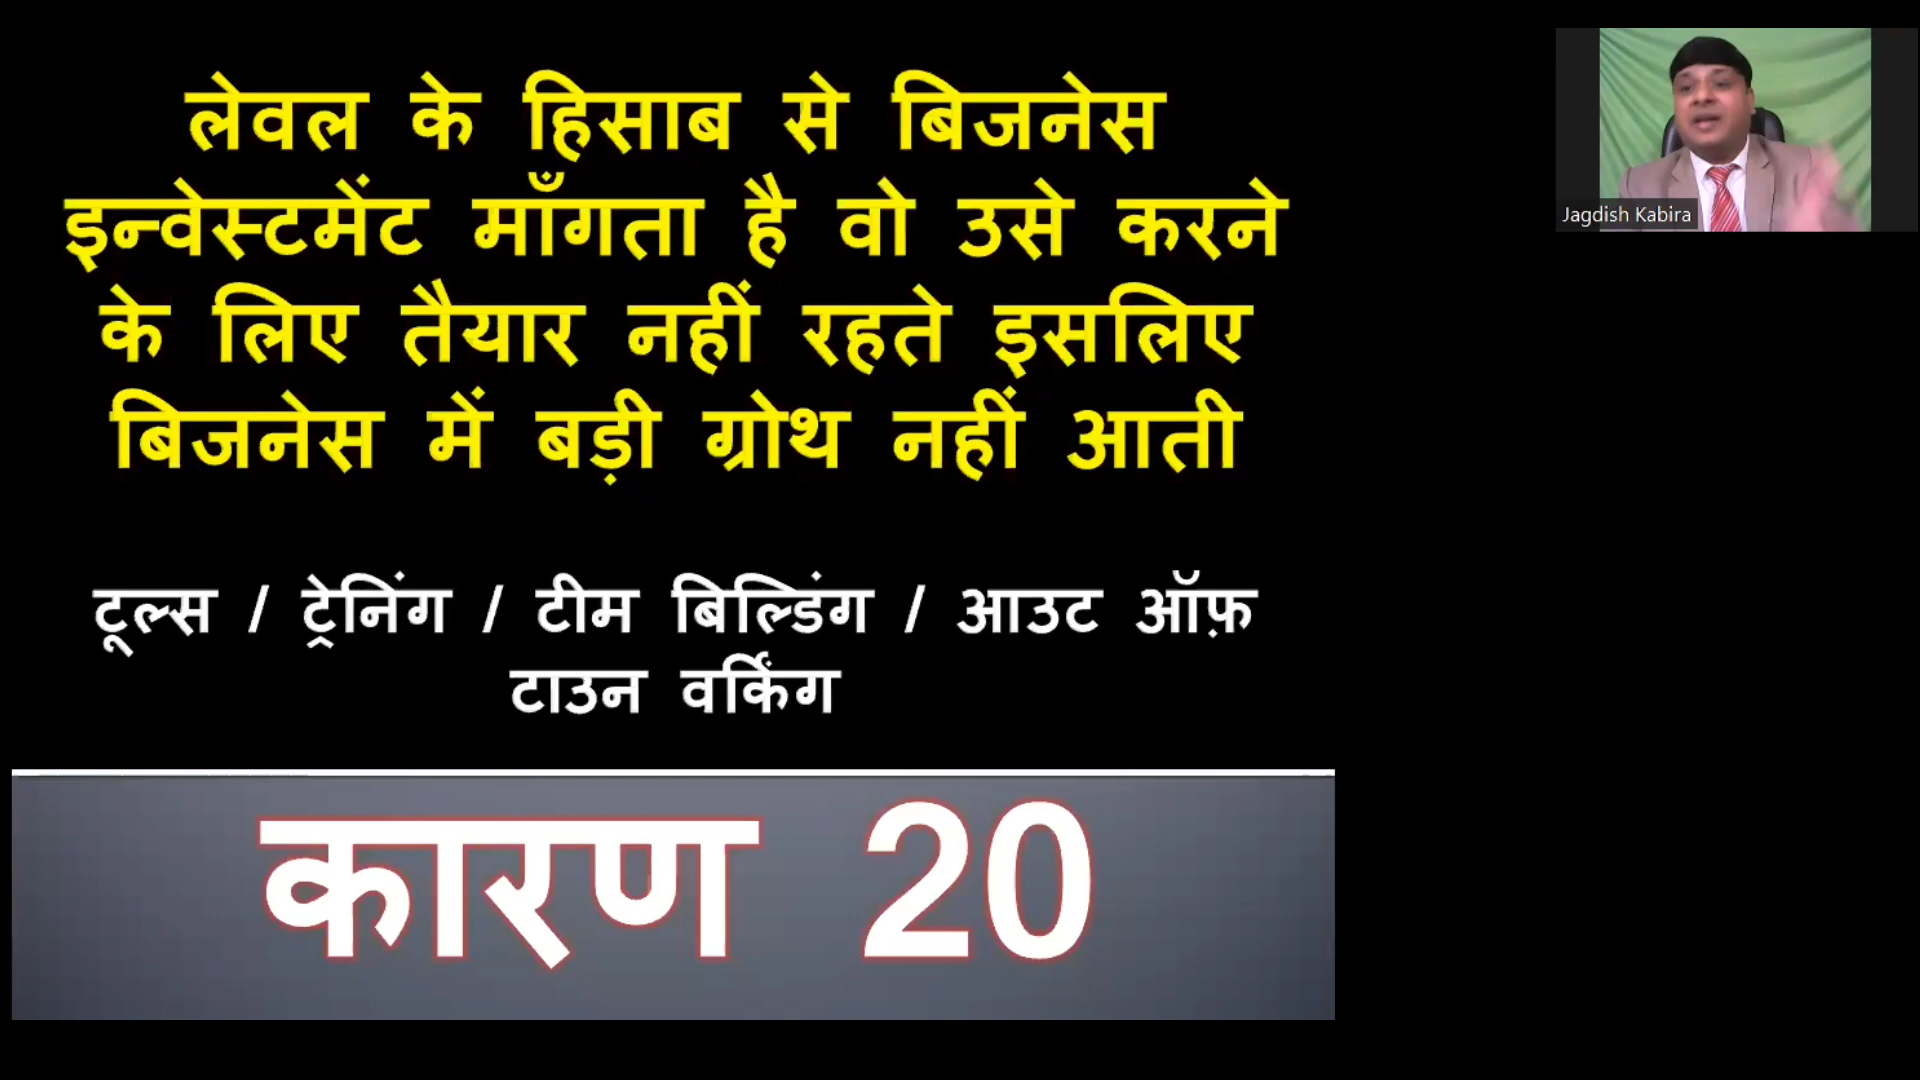 लेवल के हिसाब से बिजनेस
इन्वेस्टमेंट माँगता है वो उसे करने
के लिए तैयार नहीं रहते इसलिए
बिजनेस में बड़ी ग्रोथ नहीं आती
टूल्स / ट्रेनिंग / टीम बिल्डिंग / आउट ऑफ़
टाउन वर्किंग
कारण 20
Jagdish Kabira